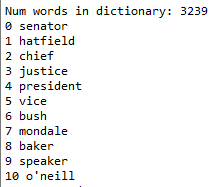 Num words in dictionary: 3239
0 senator
1 hatfield
2 chief
3 justice
4 president
5 vice
6 bush
7 mondale
8 baker
9 speaker
10 o'neill